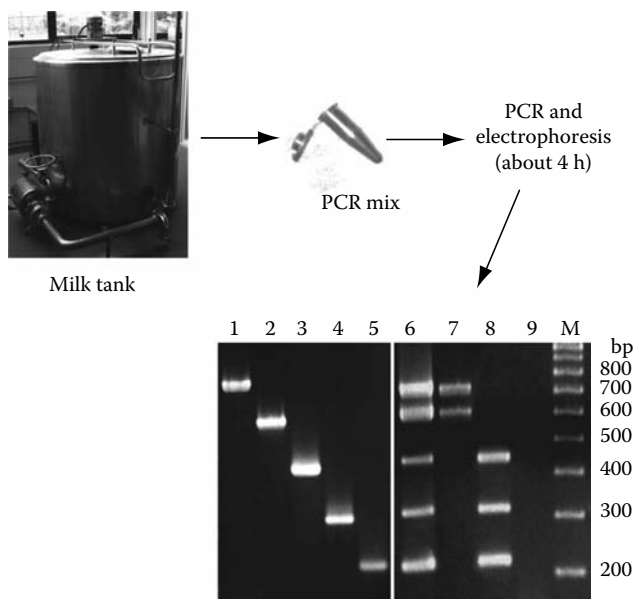 PCR and
electrophoresis
(about 4 h)
PCR mix
Milk tank
1 2 3 4 5 6 7 8 9 M
bp
800
700
600
500
400
300
200